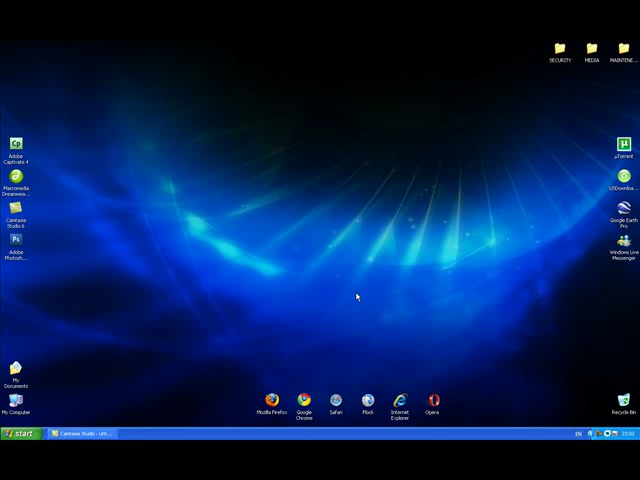 SECURITY
MEDIA
MAINTENE...
Cp
Adobe
Captivate 4
µTorrent
Macromedia
Dreamwea...
Camtasia
Studio 6
Google Earth
Pro
Ps
Adobe
Photosh...
Windows Live
Messenger
My
Documents
My Computer
Mozilla Firefox
Google
Chrome
Safari
Flock
Internet
Explorer
Opera
Recycle Bin
start
Camtasia Studio - Unt...
EN
23:02